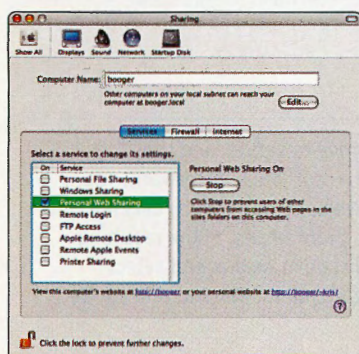 Sharing
Show All Displays Sound Network Startup Disk
Computer Name: booger
Other computers on your local subnet can reach your
computer at booger.local
Edit...
Services Firewall Internet
Select a service to change its settings.
On Service
Personal File Sharing
Windows Sharing
Personal Web Sharing
Remote Login
FTP Access
Apple Remote Desktop
Remote Apple Events
Printer Sharing
Personal Web Sharing On
Stop
Click Stop to prevent users of other
computers from accessing Web pages in the
sites folders on this computer.
View this computer's website at http://booger or your personal website at http://booger/~kris/
Click the lock to prevent further changes.